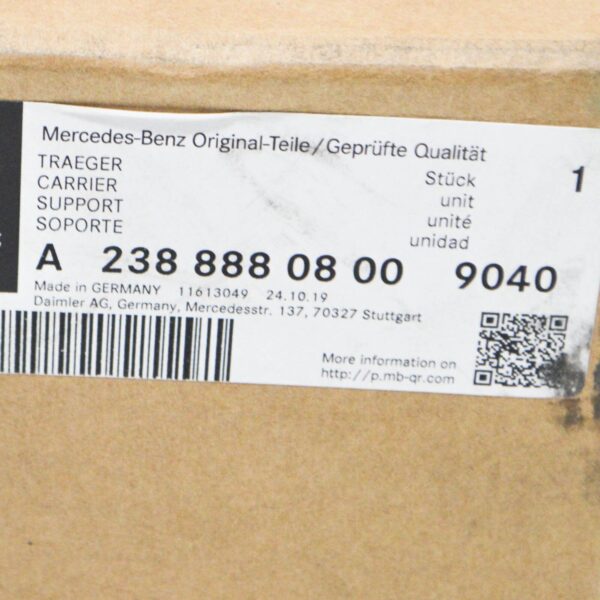 Mercedes-Benz Original-Teile/Geprüfte Qualität
TRAEGER
CARRIER
SUPPORT
SOPORTE
Stück 1
unit
unité
unidad
A 238 888 08 00 9040
Made in GERMANY 11613049 24.10.19
Daimler AG, Germany, Mercedesstr. 137, 70327 Stuttgart
More information on
http://p.mb-qr.com